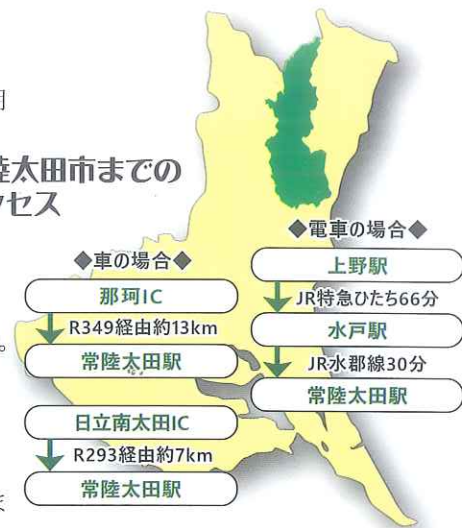 陸太田市までの
クセス
◆車の場合◆
那珂IC
R349経由約13km
常陸太田駅
日立南太田IC
R293経由約7km
常陸太田駅
◆電車の場合◆
上野駅
JR特急ひたち66分
水戸駅
JR水郡線30分
常陸太田駅
。